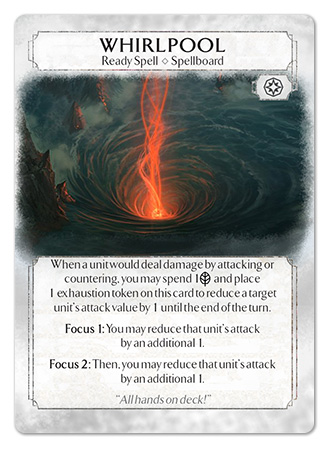 WHIRLPOOL
Ready Spell ◇ Spellboard
When a unit would deal damage by attacking or
countering, you may spend 1 and place
1 exhaustion token on this card to reduce a target
unit's attack value by 1 until the end of the turn.
Focus 1: You may reduce that unit's attack
by an additional 1.
Focus 2: Then, you may reduce that unit's attack
by an additional 1.
"All hands on deck!"